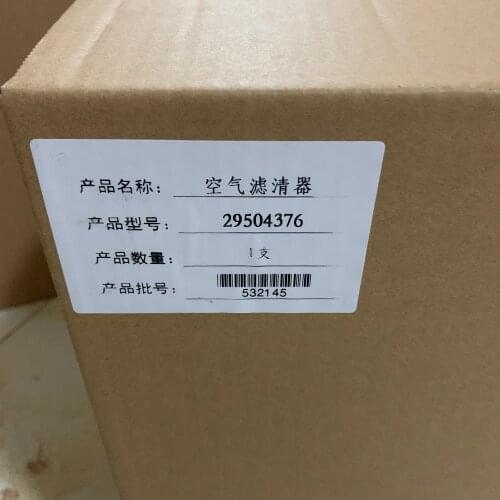 产品名称: 空气滤清器
产品型号: 29504376
产品数量: 1支
产品批号: 532145